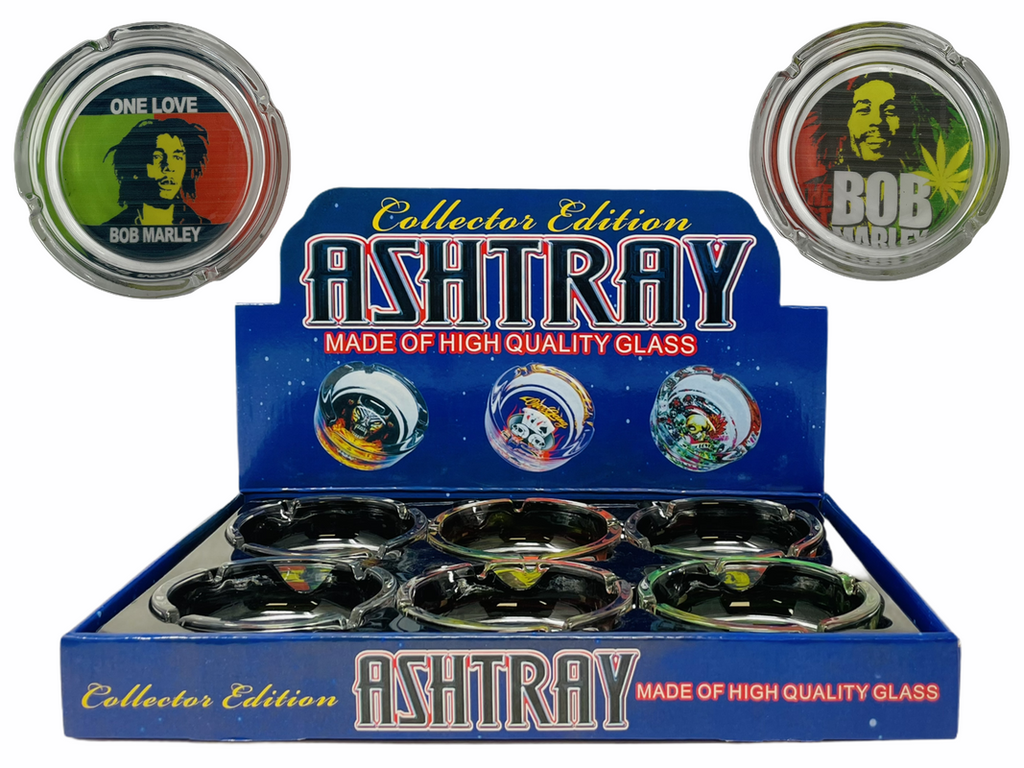 ONE LOVE
BOB MARLEY
BOB
MARLEY
Collector Edition
ASHTRAY
MADE OF HIGH QUALITY GLASS
Collector Edition ASHTRAY MADE OF HIGH QUALITY GLASS